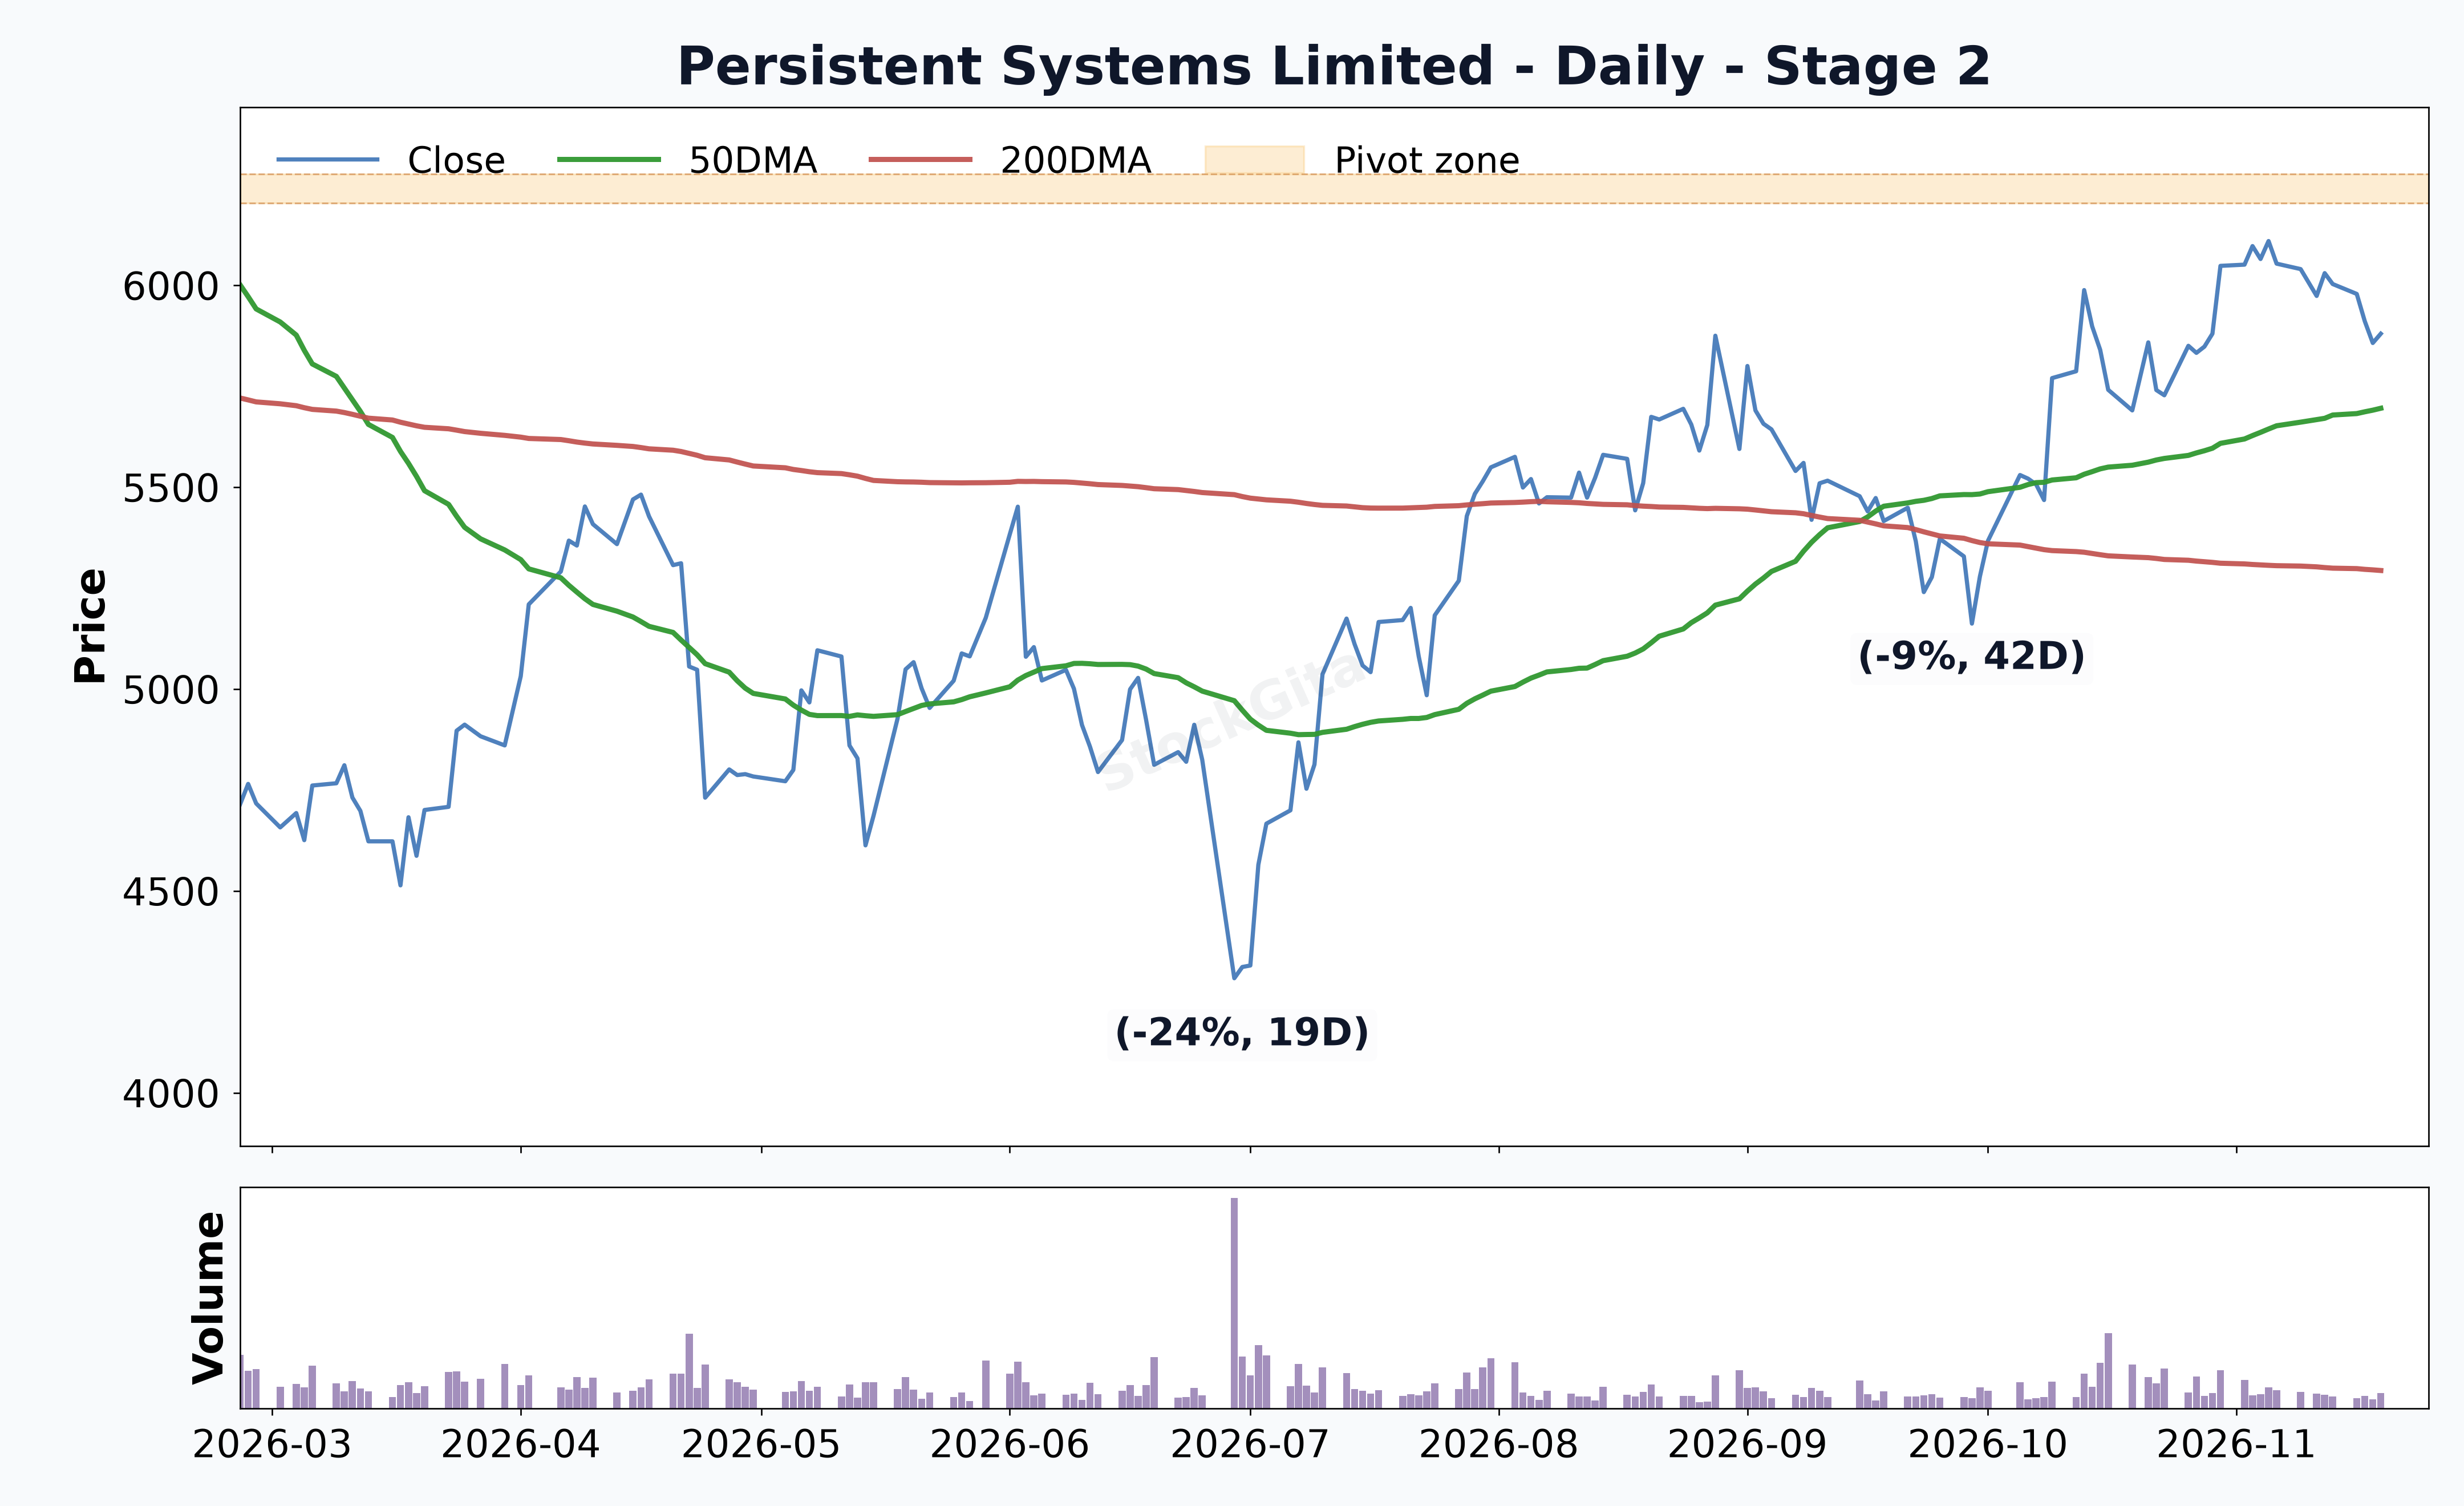 Persistent Systems Limited - Daily - Stage 2
Close 50DMA 200DMA Pivot zone
6000
5500
5000
4500
4000
Price
StockGita
(-9%, 42D)
(-24%, 19D)
Volume
2026-03 2026-04 2026-05 2026-06 2026-07 2026-08 2026-09 2026-10 2026-11